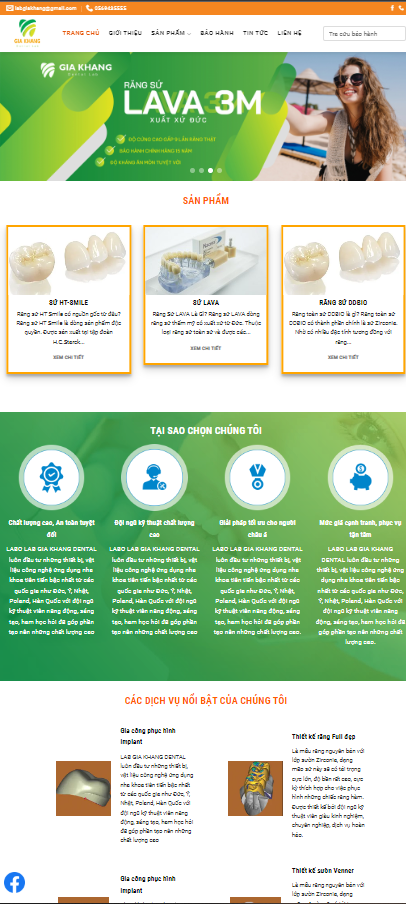 labgiakhang@gmail.com
0569435555
GIA KHANG
TRANG CHỦ
GIỚI THIỆU
SẢN PHẨM
BẢO HÀNH
TIN TỨC
LIÊN HỆ
Tra cứu bảo hành
GIA KHANG
RĂNG SỨ
LAVA 3M
XUẤT XỨ ĐỨC
ĐỘ CỨNG CAO GẤP 5 LẦN RĂNG THẬT
BẢO HÀNH CHÍNH HÃNG 15 NĂM
ĐỘ KHÁNG ĂN MÒN TUYỆT VỜI
SẢN PHẨM
SỨ HT-SMILE
Răng sứ HT Smile có nguồn gốc từ đâu?
Răng sứ HT Smile là dòng sản phẩm độc
quyền. Được sản xuất tại tập đoàn
H.C.Starck...
XEM CHI TIẾT
SỨ LAVA
Răng Sứ LAVA Là Gì? Răng sứ LAVA dòng
răng sứ thẩm mỹ có xuất xứ từ Đức. Thuộc
loại răng toàn sứ và được các...
XEM CHI TIẾT
RĂNG SỨ DDBIO
Răng toàn sứ DDBIO là gì? Răng toàn sứ
DDBIO có thành phần chính là sứ Zirconia.
Nhờ có nhiều đặc tính tương đồng với
răng...
XEM CHI TIẾT
TẠI SAO CHỌN CHÚNG TÔI
Chất lượng cao, An toàn tuyệt
đối
LABO LAB GIA KHANG DENTAL
luôn đầu tư những thiết bị, vật
liệu công nghệ ứng dụng nha
khoa tiên tiến bậc nhất từ các
quốc gia như Đức, Ý, Nhật,
Poland, Hàn Quốc với đội ngũ
kỹ thuật viên năng động, sáng
tạo, ham học hỏi đã góp phần
tạo nên những chất lượng cao
Đội ngũ kỹ thuật chất lượng
cao
LABO LAB GIA KHANG DENTAL
luôn đầu tư những thiết bị, vật
liệu công nghệ ứng dụng nha
khoa tiên tiến bậc nhất từ các
quốc gia như Đức, Ý, Nhật,
Poland, Hàn Quốc với đội ngũ
kỹ thuật viên năng động, sáng
tạo, ham học hỏi đã góp phần
tạo nên những chất lượng cao.
Giải pháp tối ưu cho người
châu á
LABO LAB GIA KHANG DENTAL
luôn đầu tư những thiết bị, vật
liệu công nghệ ứng dụng nha
khoa tiên tiến bậc nhất từ các
quốc gia như Đức, Ý, Nhật,
Poland, Hàn Quốc với đội ngũ
kỹ thuật viên năng động, sáng
tạo, ham học hỏi đã góp phần
tạo nên những chất lượng cao.
Mức giá cạnh tranh, phục vụ
tận tâm
LABO LAB GIA KHANG
DENTAL luôn đầu tư những
thiết bị, vật liệu công nghệ ứng
dụng nha khoa tiên tiến bậc
nhất từ các quốc gia như Đức,
Ý, Nhật, Poland, Hàn Quốc với
đội ngũ kỹ thuật viên năng
động, sáng tạo, ham học hỏi đã
góp phần tạo nên những chất
lượng cao.
CÁC DỊCH VỤ NỔI BẬT CỦA CHÚNG TÔI
Gia công phục hình
Implant
LAB GIA KHANG DENTAL
luôn đầu tư những thiết bị,
vật liệu công nghệ ứng dụng
nha khoa tiên tiến bậc nhất
từ các quốc gia như Đức, Ý,
Nhật, Poland, Hàn Quốc với
đội ngũ kỹ thuật viên năng
động, sáng tạo, ham học hỏi
đã góp phần tạo nên những
chất lượng cao
Thiết kế răng Full đẹp
Là mẫu răng nguyên bản với
lớp sườn Zirconia, dạng
mão sứ này sẽ có tải trọng
cực lớn, độ bền rất cao, cực
kỳ thích hợp cho việc phục
hình những chiếc răng hàm.
Được thiết kế bởi đội ngũ kỹ
thuật viên giàu kinh nghiệm,
chuyên nghiệp, dịch vụ hoàn
hảo.
Gia công phục hình
Implant
Thiết kế sườn Venner
Là mẫu răng nguyên bản với
lớp sườn Zirconia, dạng